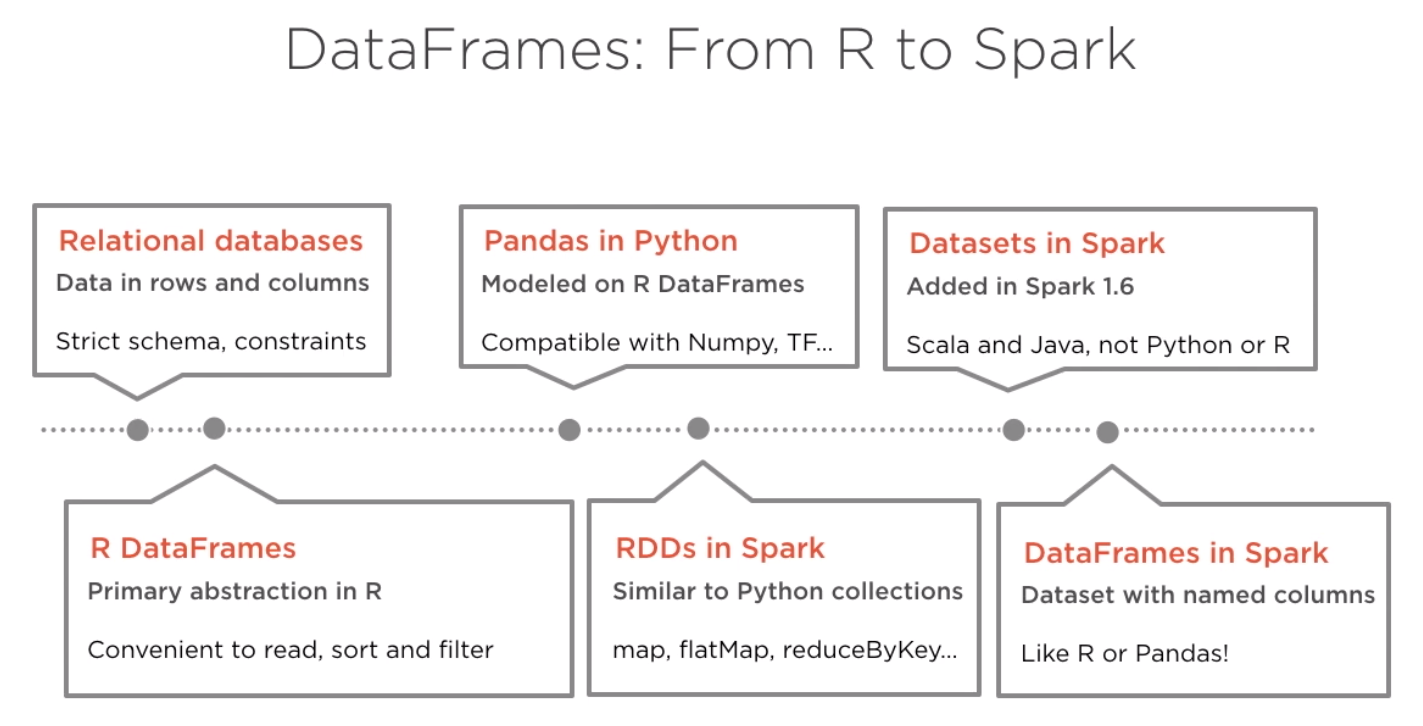 DataFrames: From R to Spark
Relational databases
Data in rows and columns
Strict schema, constraints
Pandas in Python
Modeled on R DataFrames
Compatible with Numpy, TF...
Datasets in Spark
Added in Spark 1.6
Scala and Java, not Python or R
R DataFrames
Primary abstraction in R
Convenient to read, sort and filter
RDDs in Spark
Similar to Python collections
map, flatMap, reduceByKey...
DataFrames in Spark
Dataset with named columns
Like R or Pandas!